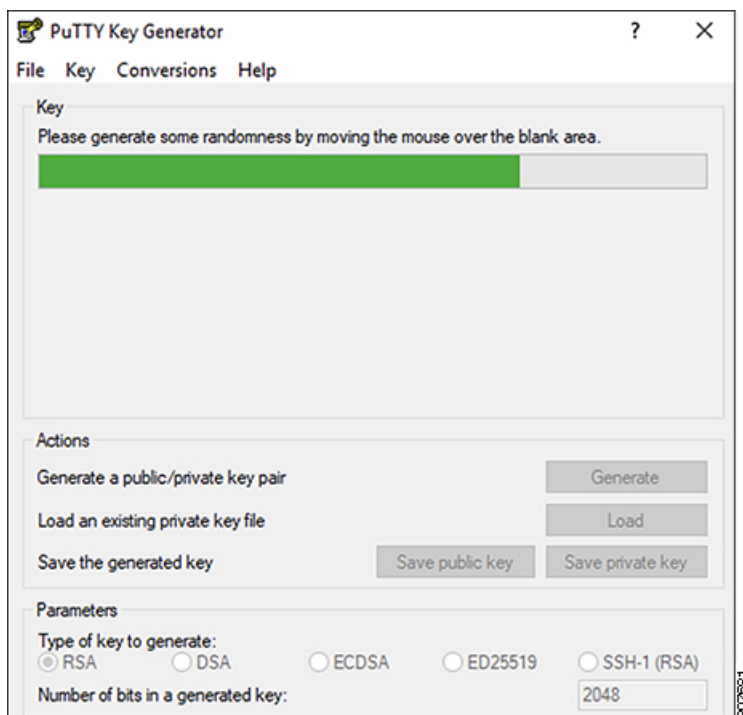 PuTTY Key Generator ? ×
File Key Conversions Help
Key
Please generate some randomness by moving the mouse over the blank area.
Actions
Generate a public/private key pair Generate
Load an existing private key file Load
Save the generated key Save public key Save private key
Parameters
Type of key to generate:
RSA DSA ECDSA ED25519 SSH-1 (RSA)
Number of bits in a generated key: 2048